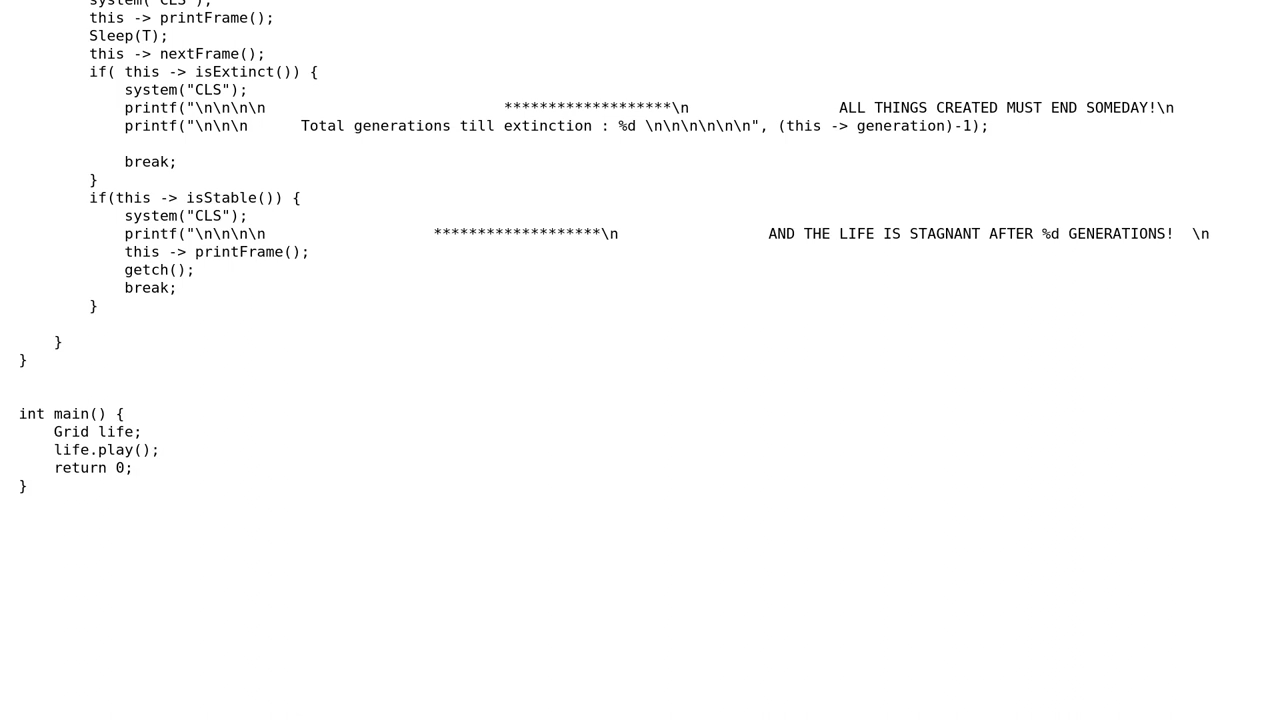 system("CLS");
this -> printFrame();
Sleep(T);
this -> nextFrame();
if( this -> isExtinct()) {
system("CLS");
printf("\n\n\n\n                           *******************\n                 ALL THINGS CREATED MUST END SOMEDAY!\n
printf("\n\n\n      Total generations till extinction : %d \n\n\n\n\n\n", (this -> generation)-1);
break;
}
if(this -> isStable()) {
system("CLS");
printf("\n\n\n\n                   *******************\n                 AND THE LIFE IS STAGNANT AFTER %d GENERATIONS!  \n
this -> printFrame();
getch();
break;
}
}
}
int main() {
Grid life;
life.play();
return 0;
}